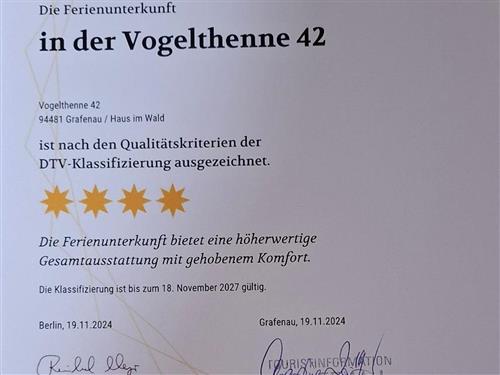 Die Ferienunterkunft
in der Vogelthenne 42
Vogelthenne 42
94481 Grafenau / Haus im Wald
ist nach den Qualitätskriterien der
DTV-Klassifizierung ausgezeichnet.
Die Ferienunterkunft bietet eine höherwertige
Gesamtausstattung mit gehobenem Komfort.
Die Klassifizierung ist bis zum 18. November 2027 gültig.
Berlin, 19.11.2024
Grafenau, 19.11.2024
TOURISTINFORMATION